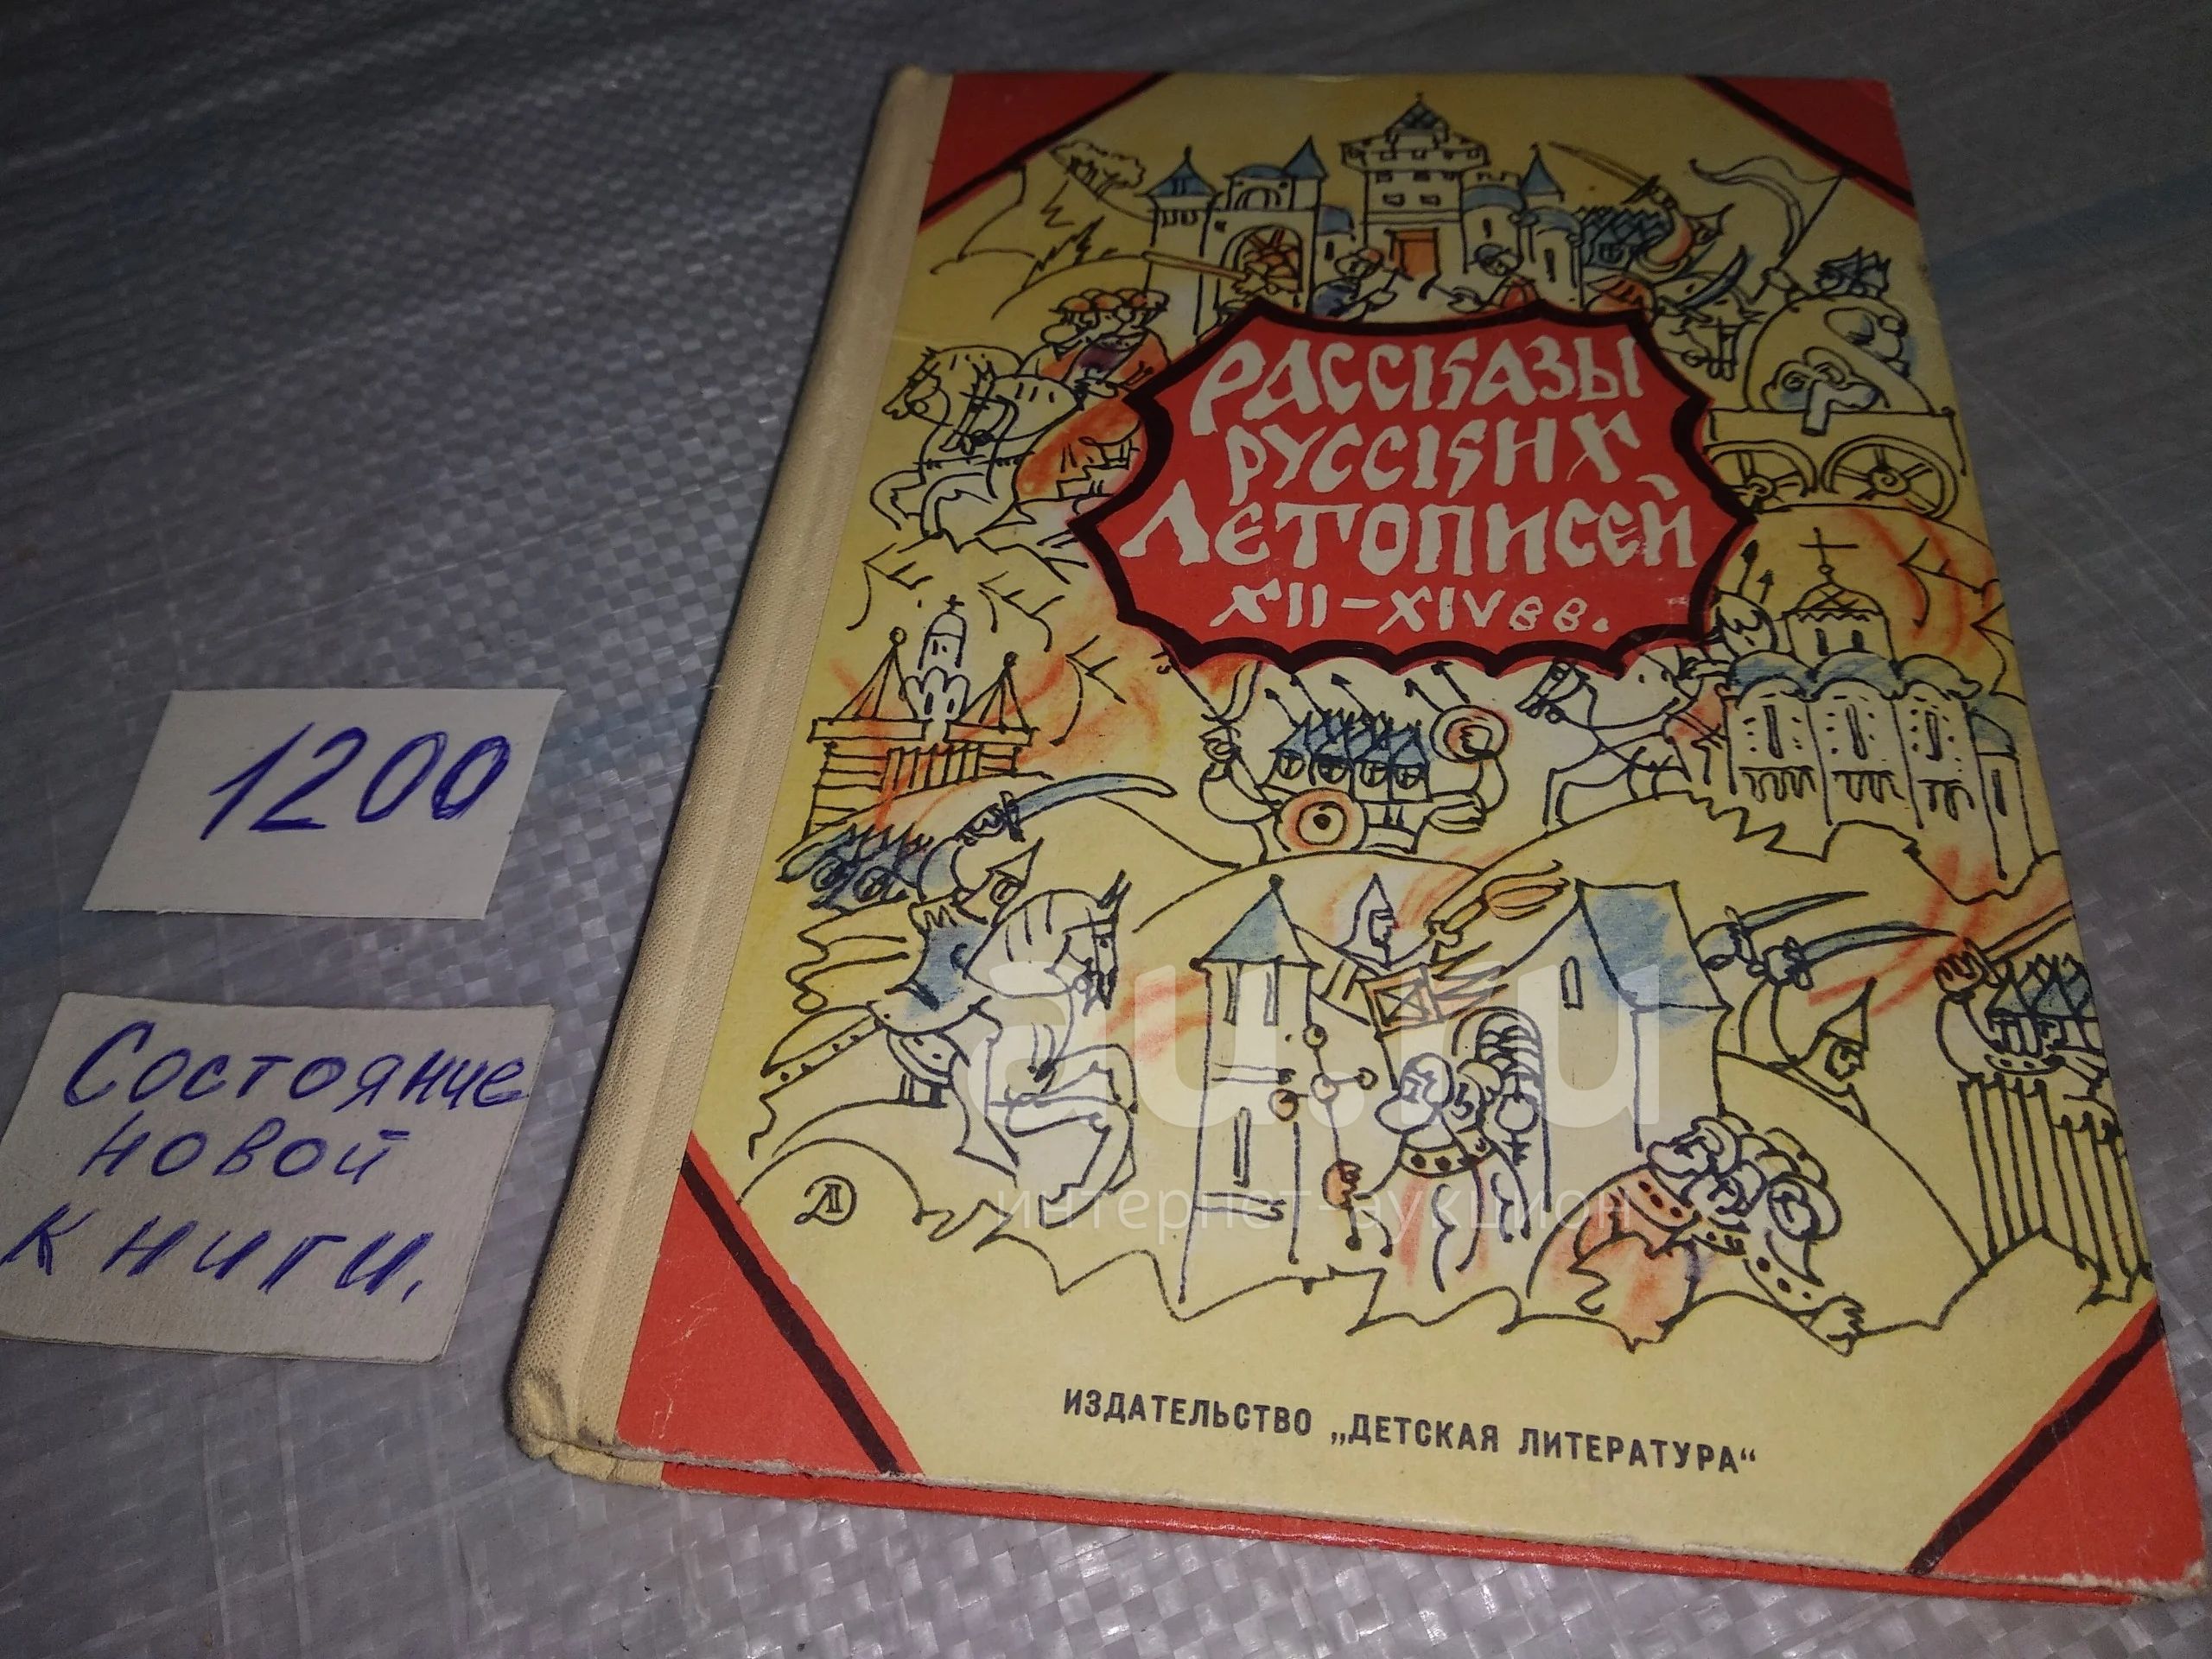 РАССКАЗЫ
РУССКИХ
ЛЕТОПИСЕЙ
XII-XIV вв.
1200
Состояние
новой
книги.
au.ru
интернет-аукцион
ИЗДАТЕЛЬСТВО „ДЕТСКАЯ ЛИТЕРАТУРА“